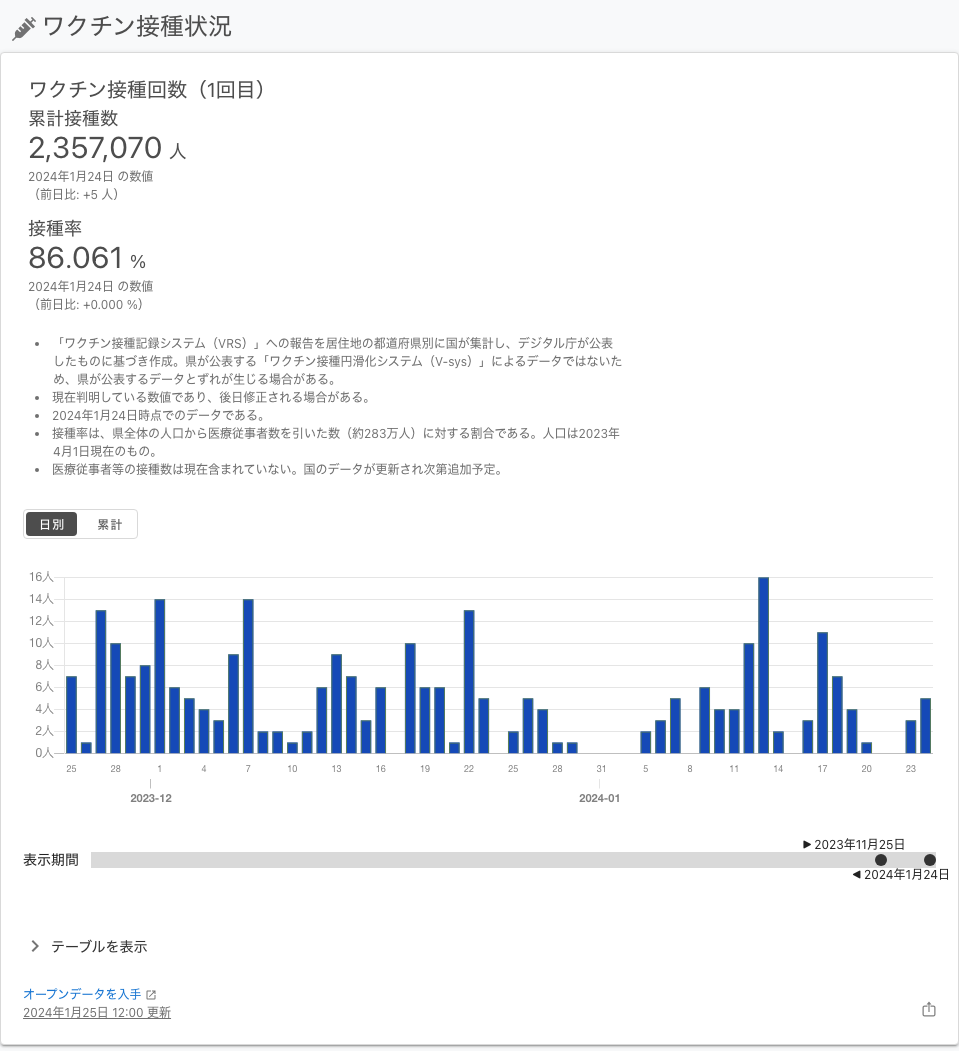 ワクチン接種状況
ワクチン接種回数（1回目）
累計接種数
2,357,070 人
2024年1月24日 の数値
（前日比: +5 人）
接種率
86.061 %
2024年1月24日 の数値
（前日比: +0.000 %）
• 「ワクチン接種記録システム（VRS）」への報告を居住地の都道府県別に国が集計し、デジタル庁が公表
したものに基づき作成。県が公表する「ワクチン接種円滑化システム（V-sys）」によるデータではないた
め、県が公表するデータとずれが生じる場合がある。
• 現在判明している数値であり、後日修正される場合がある。
• 2024年1月24日時点でのデータである。
• 接種率は、県全体の人口から医療従事者数を引いた数（約283万人）に対する割合である。人口は2023年
4月1日現在のもの。
• 医療従事者等の接種数は現在含まれていない。国のデータが更新され次第追加予定。
日別 累計
16人
14人
12人
10人
8人
6人
4人
2人
0人
25 28 1 4 7 10 13 16 19 22 25 28 31 5 8 11 14 17 20 23
2023-12 2024-01
▶ 2023年11月25日
表示期間
◀ 2024年1月24日
テーブルを表示
オープンデータを入手
2024年1月25日 12:00 更新